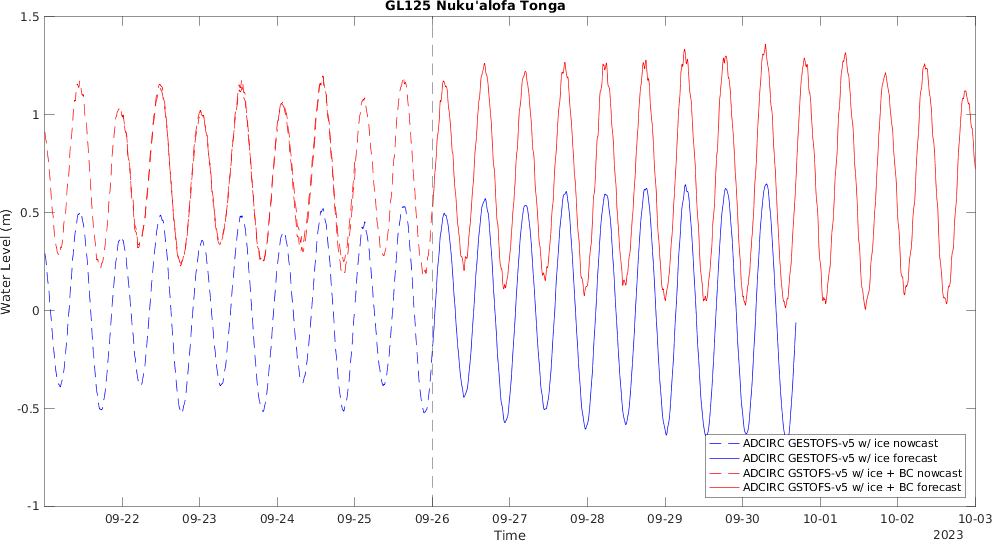 GL125 Nuku'alofa Tonga
Water Level (m)
1.5
1
0.5
0
-0.5
-1
ADCIRC GESTOFS-v5 w/ ice nowcast
ADCIRC GESTOFS-v5 w/ ice forecast
ADCIRC GSTOFS-v5 w/ ice + BC nowcast
ADCIRC GSTOFS-v5 w/ ice + BC forecast
09-22 09-23 09-24 09-25 09-26 09-27 09-28 09-29 09-30 10-01 10-02 10-03
Time
2023